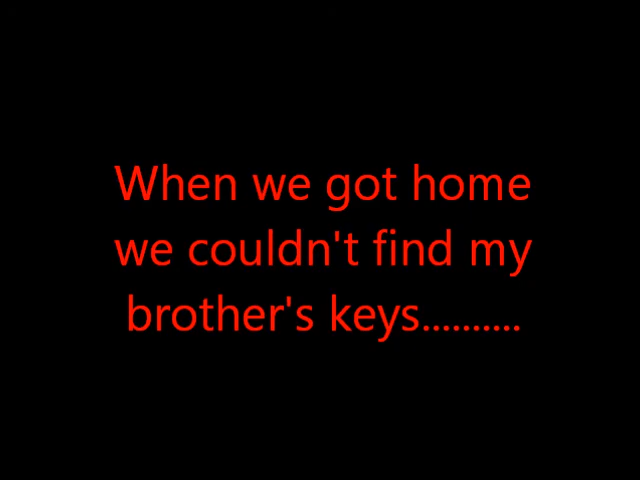 When we got home
we couldn't find my
brother's keys..........